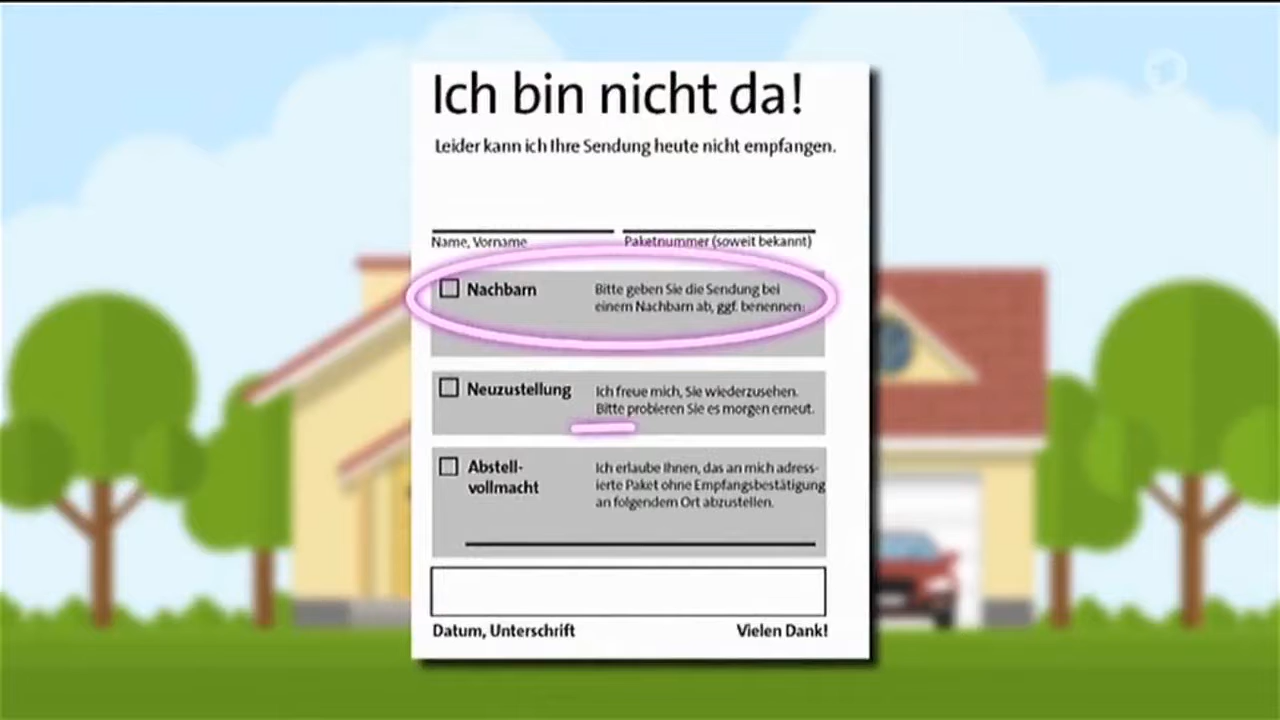 Ich bin nicht da!
Leider kann ich Ihre Sendung heute nicht empfangen.
Name, Vorname Paketnummer (soweit bekannt)
Nachbarn Bitte geben Sie die Sendung bei
einem Nachbarn ab, ggf. benennen:
Neuzustellung Ich freue mich, Sie wiederzusehen.
Bitte probieren Sie es morgen erneut.
Abstell- Ich erlaube Ihnen, das an mich adress-
vollmacht ierte Paket ohne Empfangsbestätigung
an folgendem Ort abzustellen.
Datum, Unterschrift Vielen Dank!